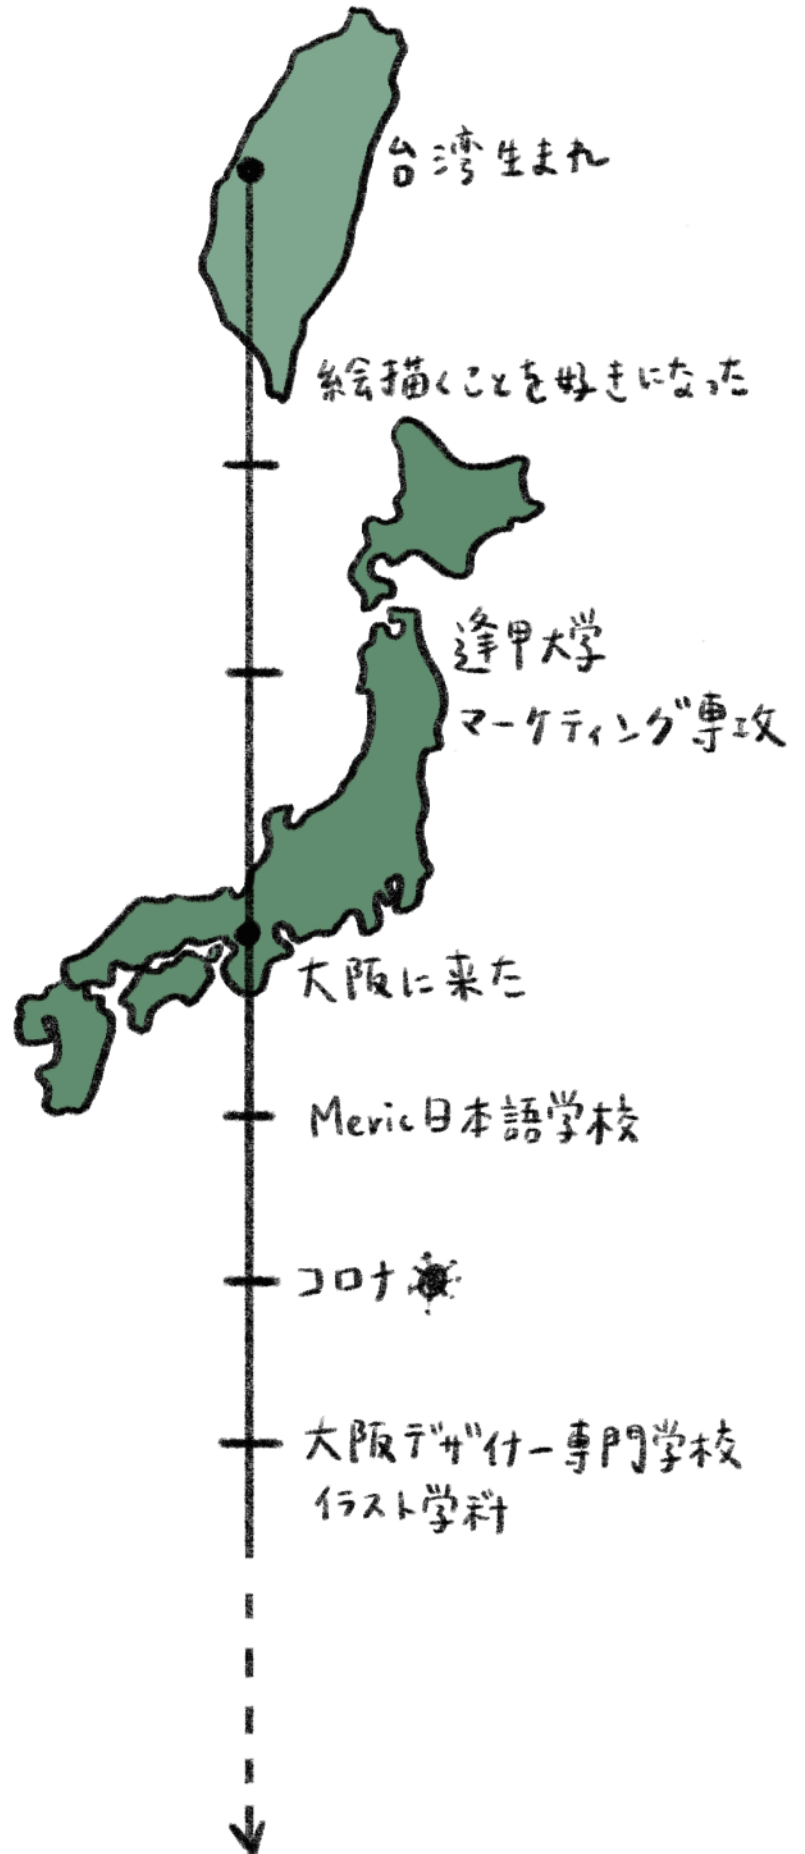 台湾生まれ
絵描くことを好きになった
逢甲大学
マーケティング専攻
大阪に来た
Meric日本語学校
コロナ
大阪デザイナー専門学校
イラスト学科